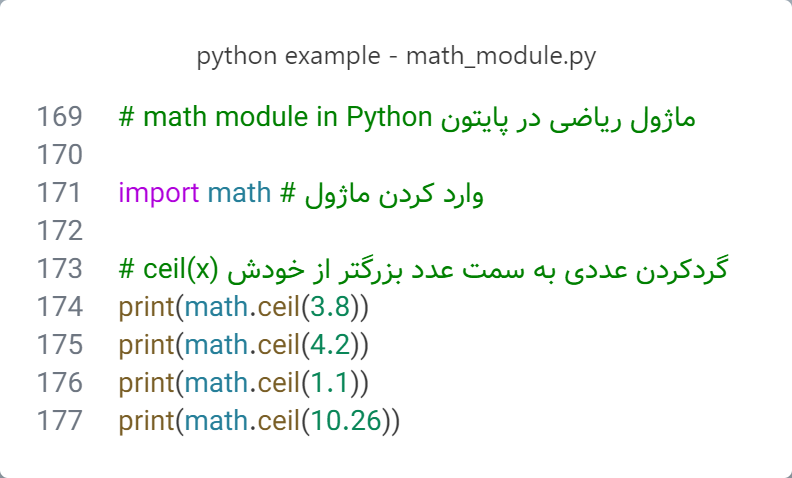 python example - math_module.py
169 # math module in Python ماژول ریاضی در پایتون
170
171 import math # وارد کردن ماژول
172
173 # ceil(x) گردکردن عددی به سمت عدد بزرگتر از خودش
174 print(math.ceil(3.8))
175 print(math.ceil(4.2))
176 print(math.ceil(1.1))
177 print(math.ceil(10.26))